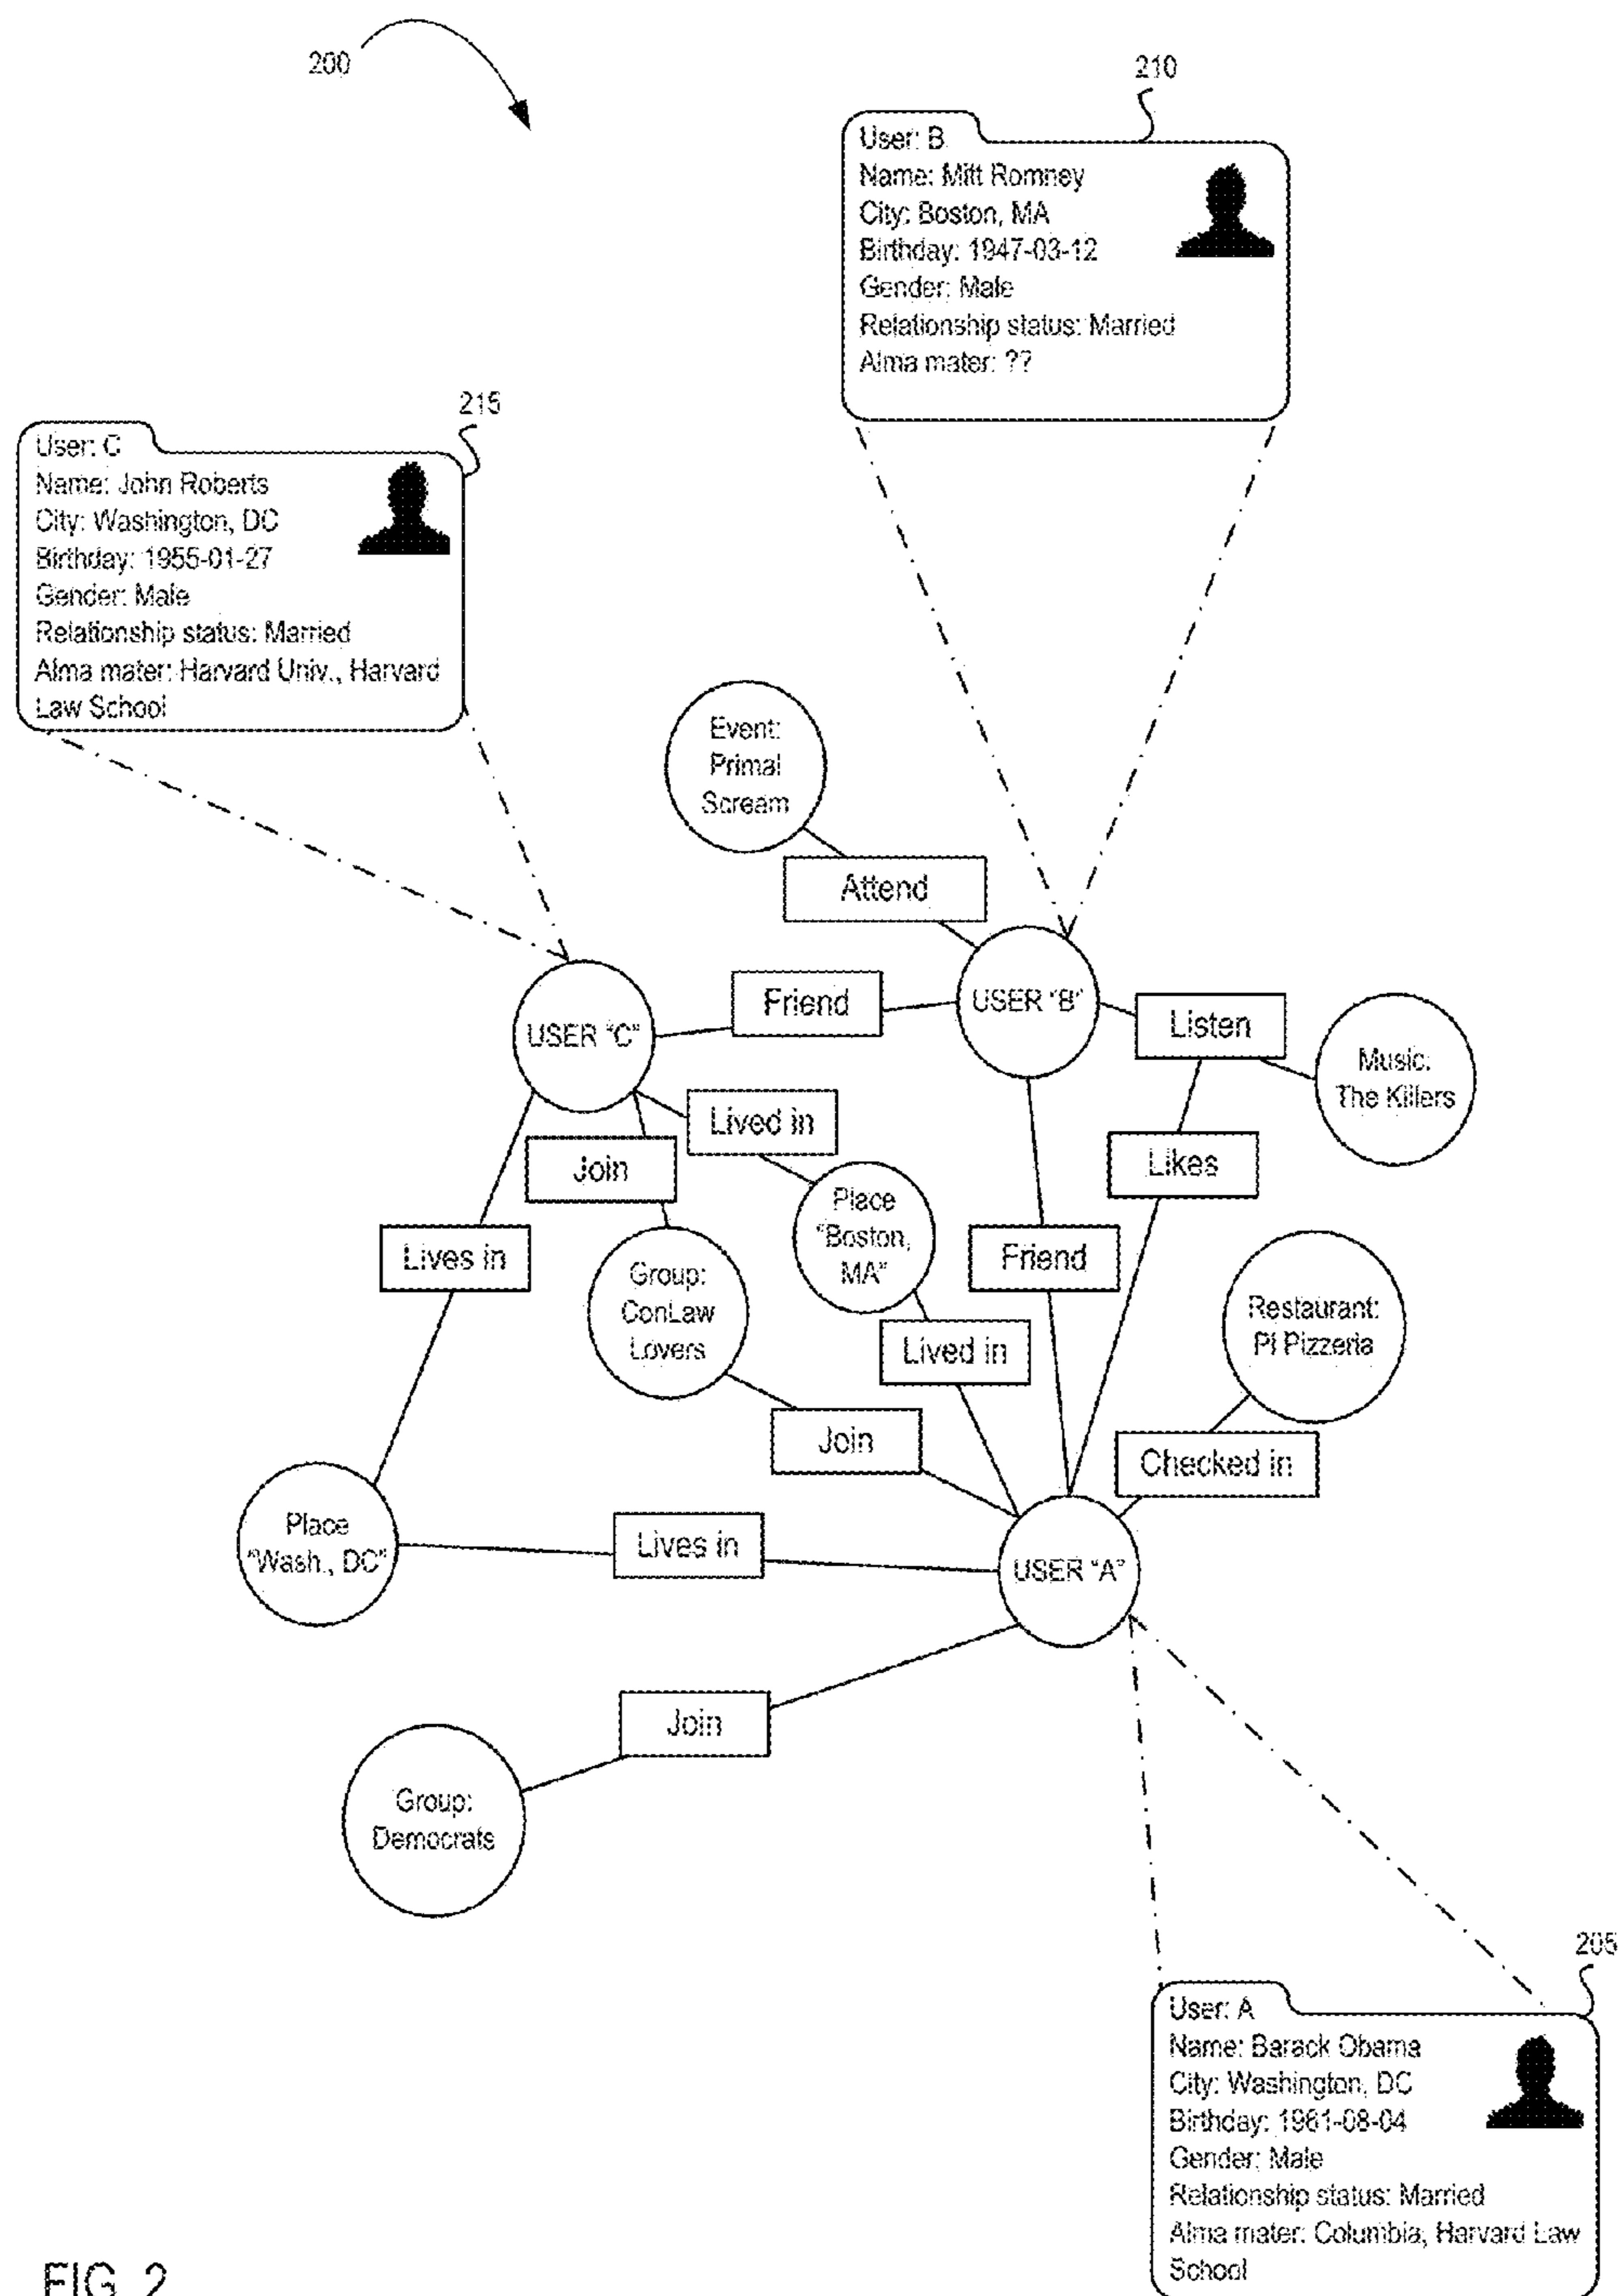 200
210
User: B
Name: Mitt Romney
City: Boston, MA
Birthday: 1947-03-12
Gender: Male
Relationship status: Married
Alma mater: ??
215
User: C
Name: John Roberts
City: Washington, DC
Birthday: 1955-01-27
Gender: Male
Relationship status: Married
Alma mater: Harvard Univ., Harvard
Law School
Event:
Primal
Scream
Attend
Friend
USER "B"
USER "C"
Listen
Music:
The Killers
Lived in
Join
Likes
Place
"Boston,
MA"
Lives in
Friend
Group:
ConLaw
Lovers
Restaurant:
Pi Pizzeria
Lived in
Join
Checked in
Place
"Wash., DC"
Lives in
USER "A"
Join
Group:
Democrats
205
User: A
Name: Barack Obama
City: Washington, DC
Birthday: 1961-08-04
Gender: Male
Relationship status: Married
Alma mater: Columbia, Harvard Law
School
FIG. 2